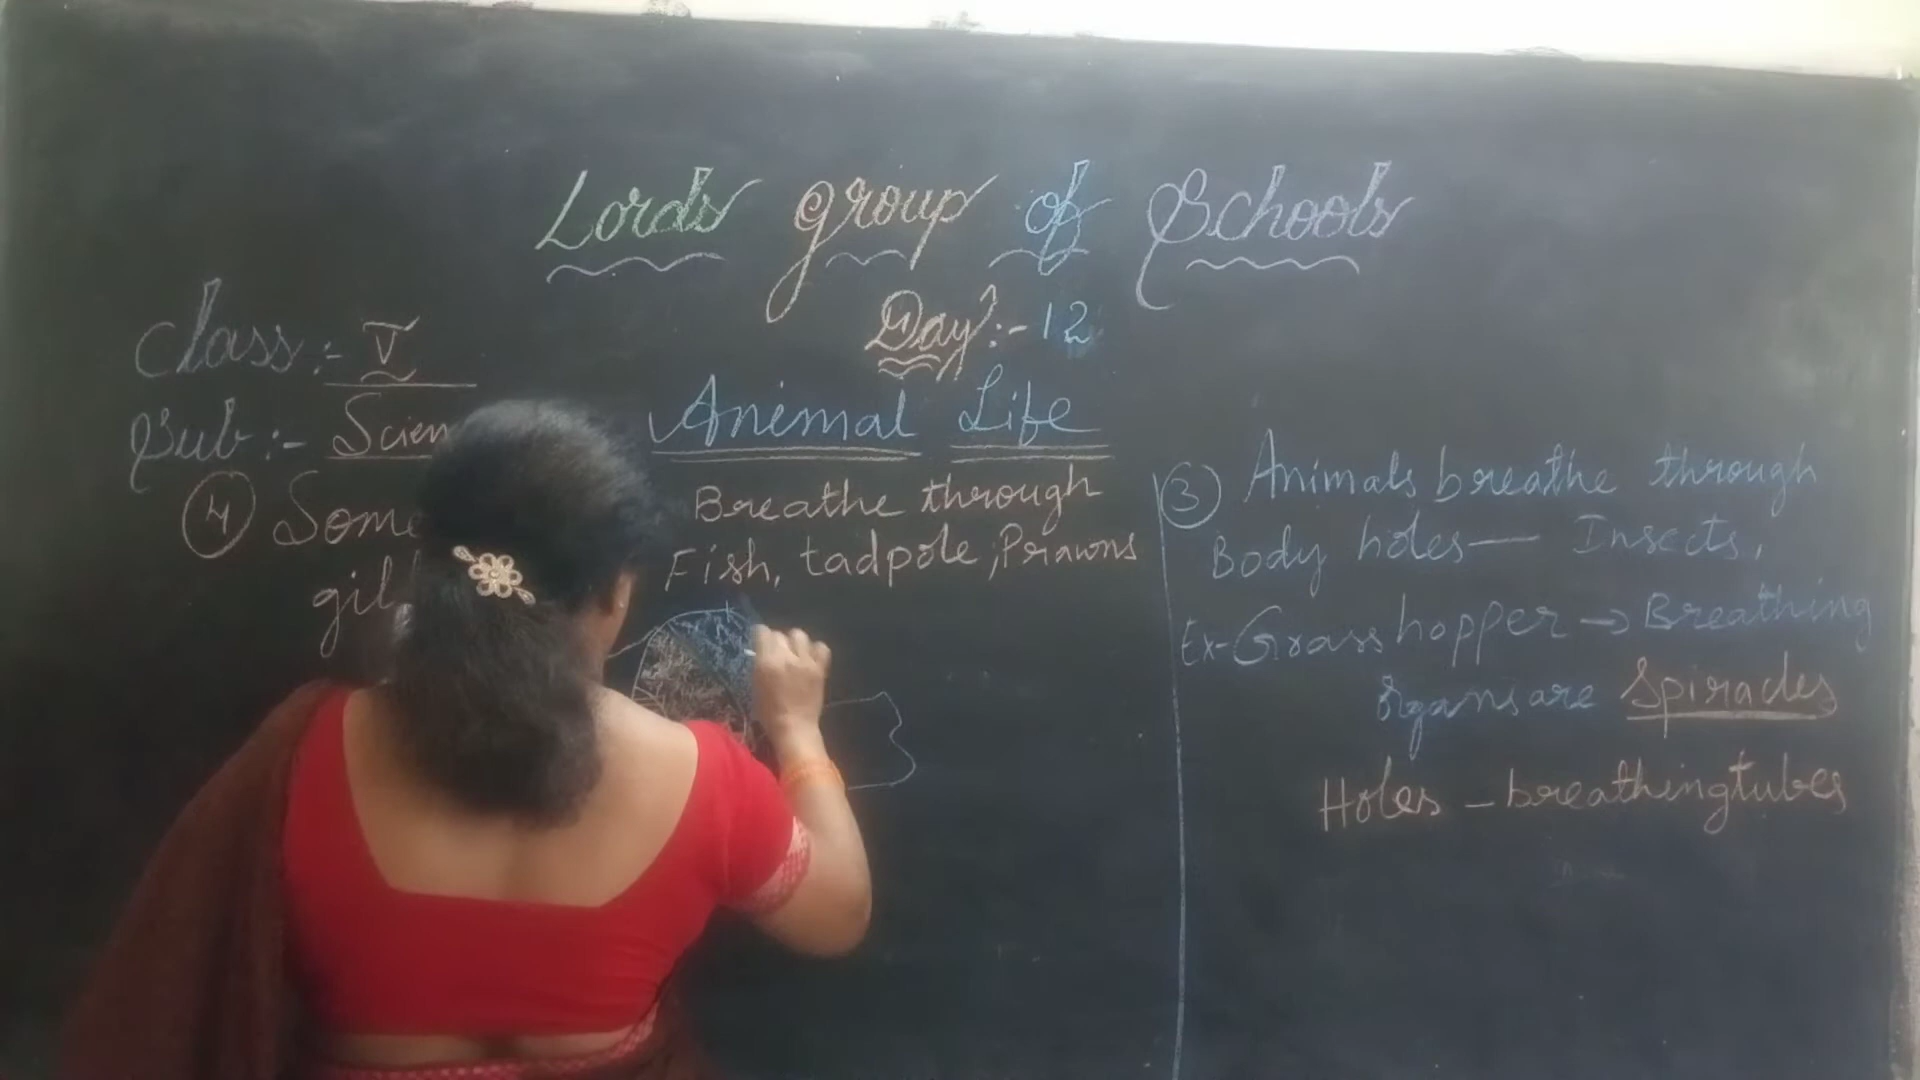 Lords group of Schools
Day:- 12
Class:- V
Sub:- Scien
Animal Life
④ Some Breathe through
gil Fish, tadpole, Prawns
③ Animals breathe through
Body holes— Insects,
Ex-Grasshopper → Breathing
organs are Spiracles
Holes - breathingtubes